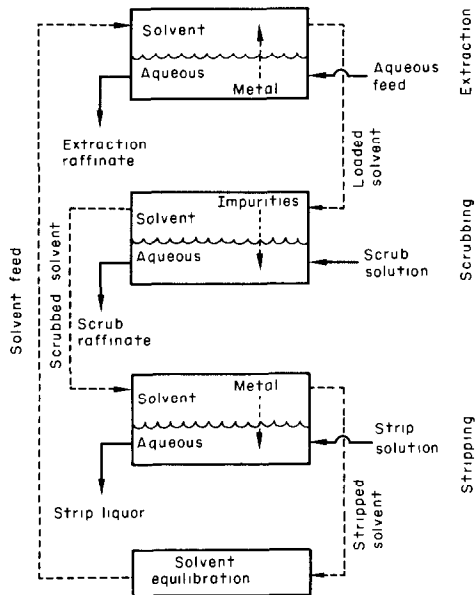 Solvent
Aqueous
Metal
Aqueous
feed
Extraction
raffinate
Extraction
Loaded
solvent
Solvent
Impurities
Aqueous
Scrub
solution
Scrub
raffinate
Scrubbing
Solvent feed
Scrubbed solvent
Metal
Solvent
Aqueous
Strip
solution
Strip liquor
Stripping
Stripped
solvent
Solvent
equilibration